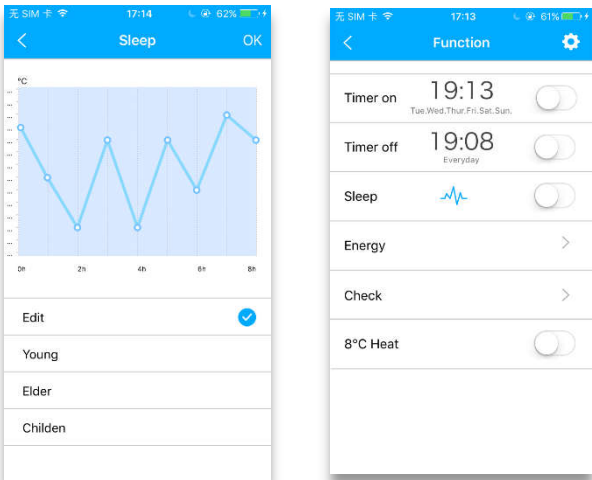 无 SIM 卡 17:14 62%
Sleep OK
°C
0h 2h 4h 6h 8h
Edit
Young
Elder
Childen
无 SIM 卡 17:13 61%
Function
Timer on 19:13
Tue.Wed.Thur.Fri.Sat.Sun.
Timer off 19:08
Everyday
Sleep
Energy
Check
8°C Heat